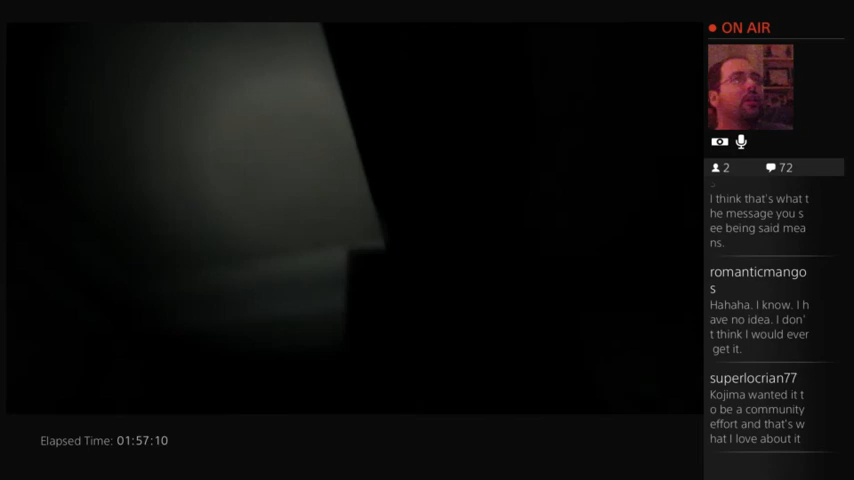 ON AIR
2
72
s
I think that's what t
he message you s
ee being said mea
ns.
romanticmango
s
Hahaha. I know. I h
ave no idea. I don'
t think I would ever
get it.
superlocrian77
Kojima wanted it t
o be a community
effort and that's w
hat I love about it
Elapsed Time: 01:57:10